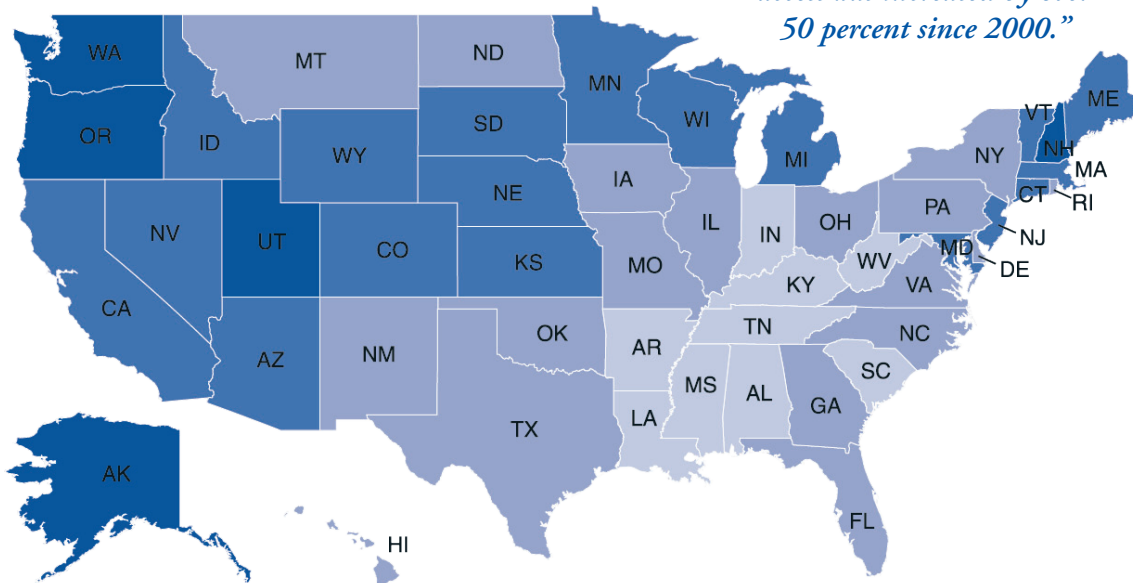 50 percent since 2000.”
WA
MT
ND
MN
VT
ME
OR
ID
SD
WI
NH
WY
MI
NY
MA
NE
IA
CT
RI
PA
NV
UT
CO
IL
IN
OH
NJ
KS
MO
WV
MD
DE
CA
KY
VA
AZ
NM
OK
AR
TN
NC
SC
MS
AL
GA
LA
TX
AK
FL
HI